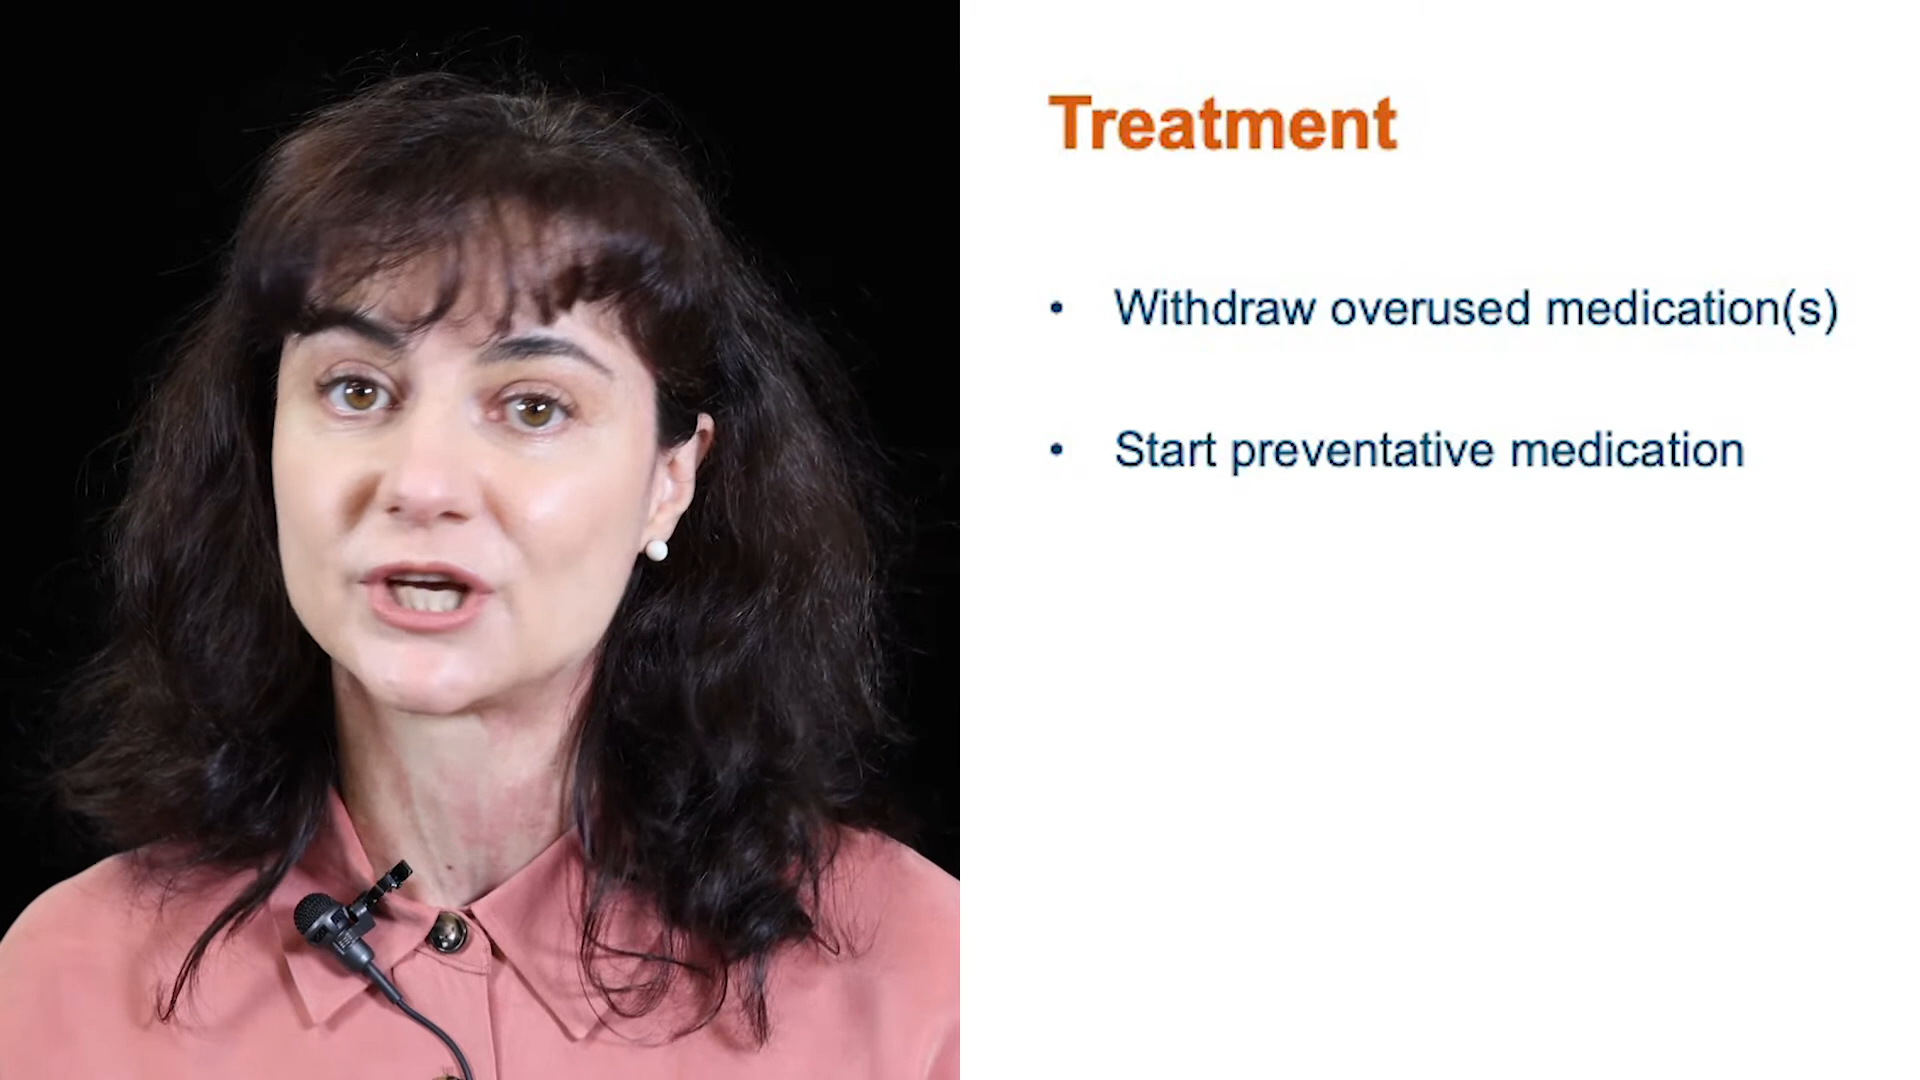 Treatment
• Withdraw overused medication(s)
• Start preventative medication